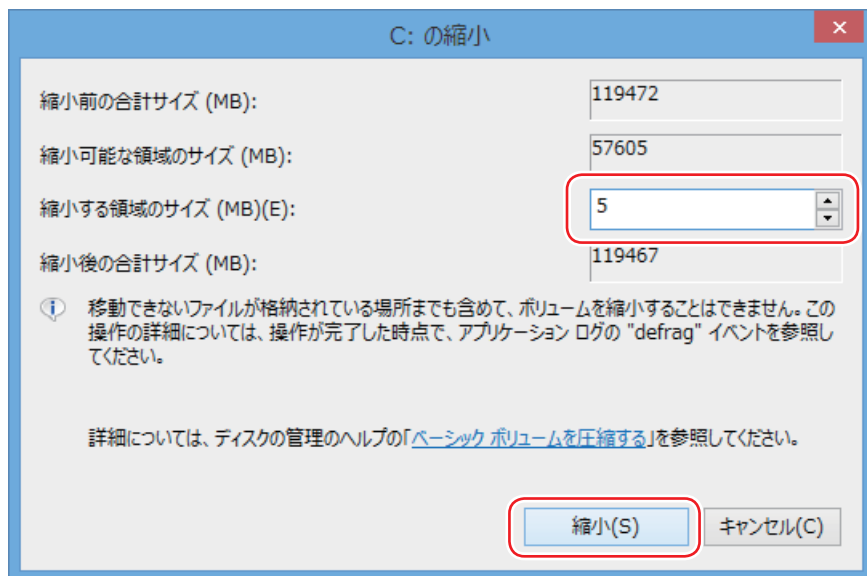 C: の縮小
縮小前の合計サイズ (MB):
119472
縮小可能な領域のサイズ (MB):
57605
縮小する領域のサイズ (MB)(E):
5
縮小後の合計サイズ (MB):
119467
移動できないファイルが格納されている場所までも含めて、ボリュームを縮小することはできません。この
操作の詳細については、操作が完了した時点で、アプリケーション ログの "defrag" イベントを参照し
てください。
詳細については、ディスクの管理のヘルプの「ベーシック ボリュームを圧縮する」を参照してください。
縮小(S)
キャンセル(C)